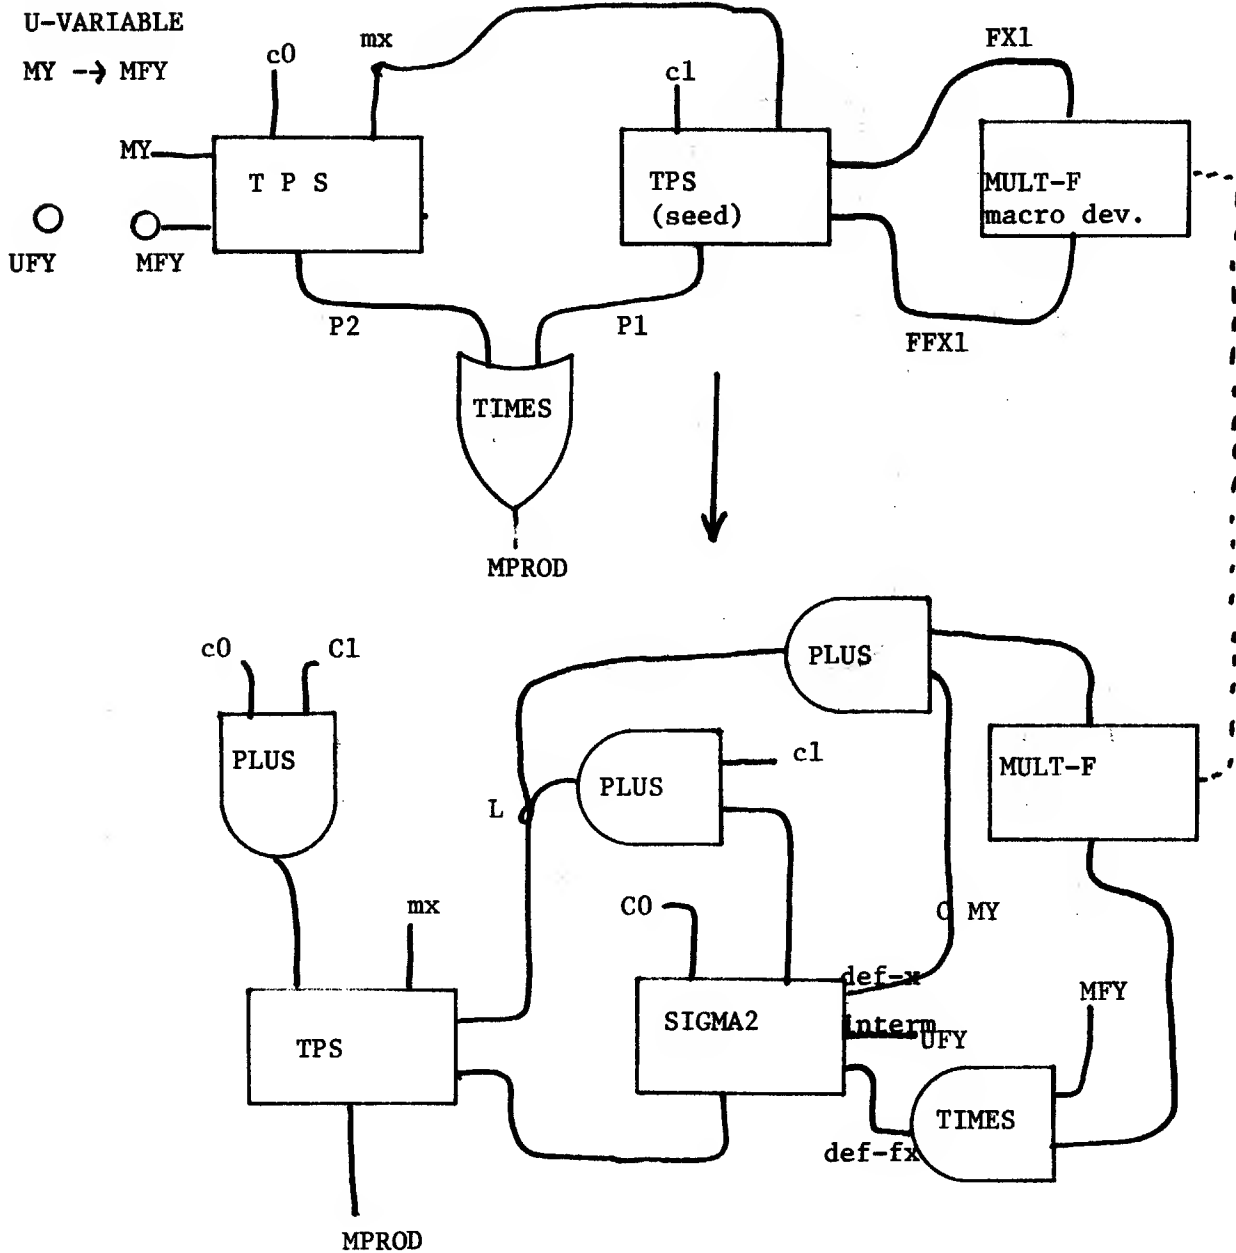 U-VARIABLE
MY --> MFY
c0
mx
FX1
c1
MY
T P S
TPS
(seed)
MULT-F
macro dev.
UFY
MFY
P2
P1
FFX1
TIMES
MPROD
c0
C1
PLUS
PLUS
PLUS
c1
MULT-F
L
mx
C0
C MY
def-x
MFY
SIGMA2
interm
UFY
TPS
TIMES
def-fx
MPROD